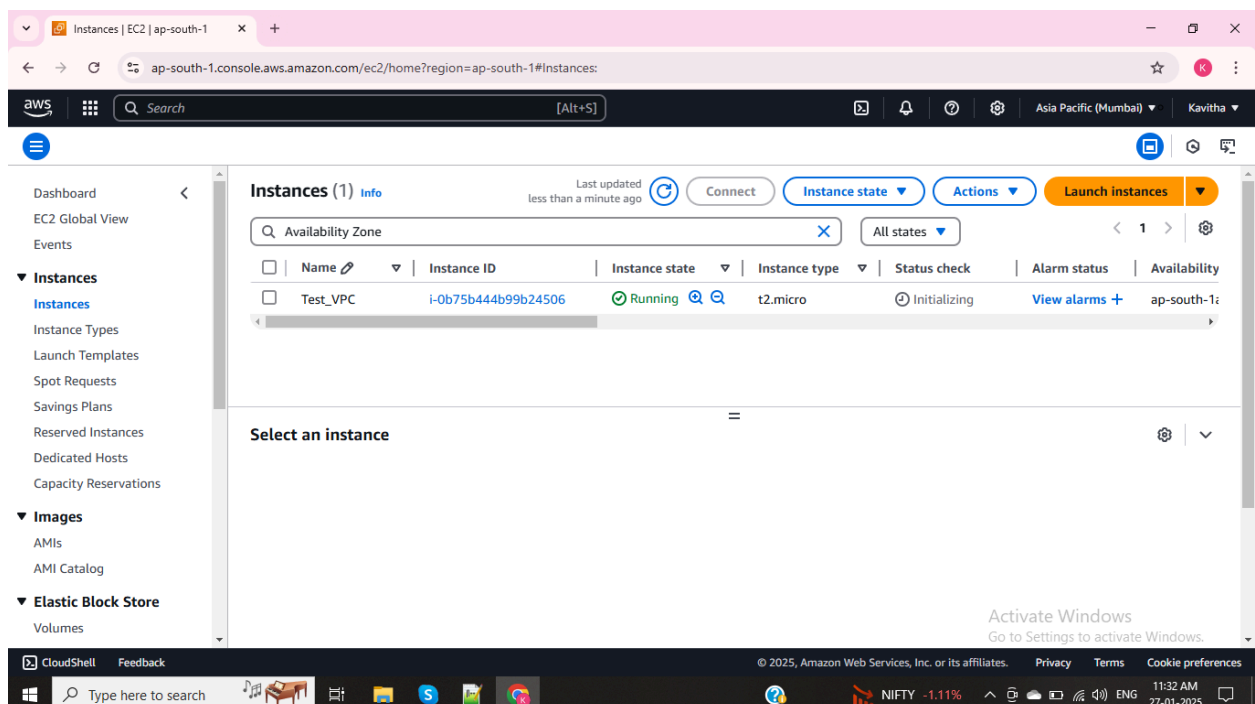 Instances | EC2 | ap-south-1
ap-south-1.console.aws.amazon.com/ec2/home?region=ap-south-1#Instances:
K
aws
Search [Alt+S]
Asia Pacific (Mumbai)
Kavitha
Dashboard
EC2 Global View
Events
Instances
Instances
Instance Types
Launch Templates
Spot Requests
Savings Plans
Reserved Instances
Dedicated Hosts
Capacity Reservations
Images
AMIs
AMI Catalog
Elastic Block Store
Volumes
Instances (1) Info
Last updated
less than a minute ago
Connect
Instance state
Actions
Launch instances
Availability Zone
All states
1
Name Instance ID Instance state Instance type Status check Alarm status Availability
Test_VPC i-0b75b444b99b24506 Running t2.micro Initializing View alarms + ap-south-1a
Select an instance
Activate Windows
Go to Settings to activate Windows.
CloudShell Feedback © 2025, Amazon Web Services, Inc. or its affiliates. Privacy Terms Cookie preferences
Type here to search
NIFTY -1.11%
ENG
11:32 AM
27-01-2025